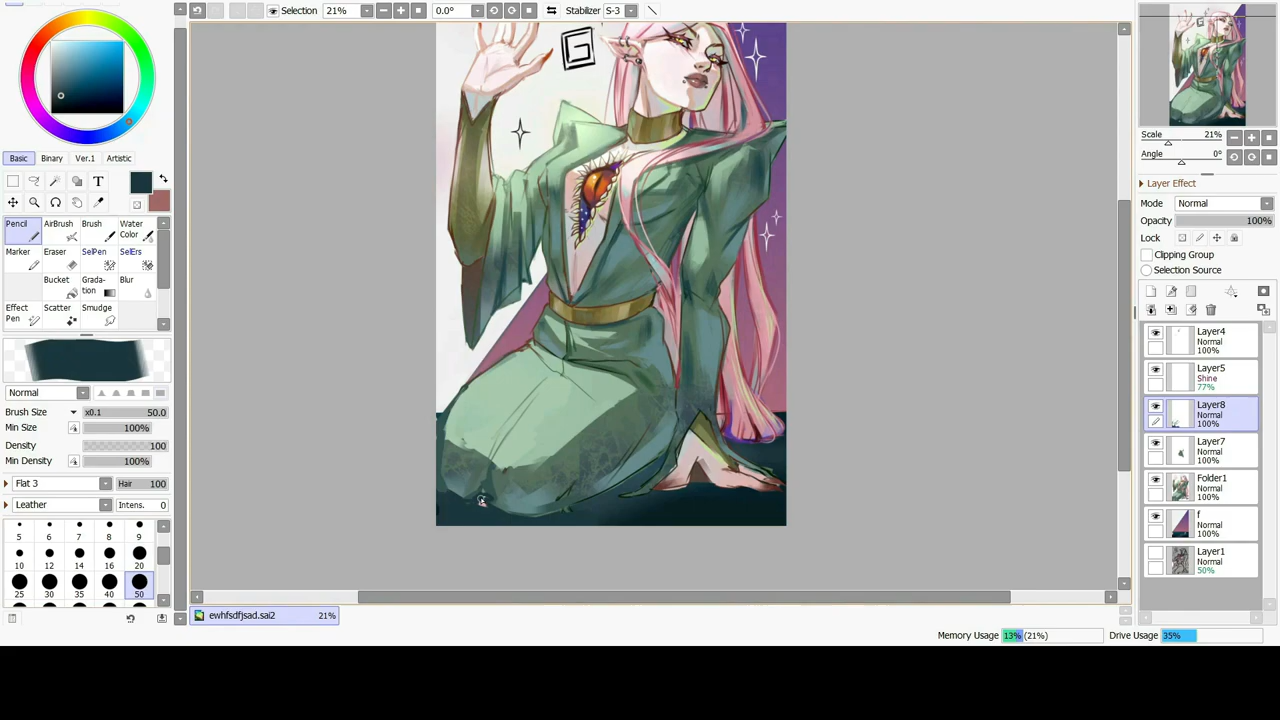 Selection 21% 0.0° Stabilizer S-3
G
Basic Binary Ver.1 Artistic
T
Pencil AirBrush Brush Water Color
Marker Eraser SelPen SelErs
Bucket Grada-tion Blur
Effect Pen Scatter Smudge
Normal
Brush Size x0.1 50.0
Min Size 100%
Density 100
Min Density 100%
Flat 3 Hair 100
Leather Intens. 0
5 6 7 8 9
10 12 14 16 20
25 30 35 40 50
ewhfsdfjsad.sai2 21%
Scale 21%
Angle 0°
Layer Effect
Mode Normal
Opacity 100%
Lock
Clipping Group
Selection Source
Layer4
Normal
100%
Layer5
Shine
77%
Layer8
Normal
100%
Layer7
Normal
100%
Folder1
Normal
100%
f
Normal
100%
Layer1
Normal
50%
Memory Usage 13% (21%) Drive Usage 35%